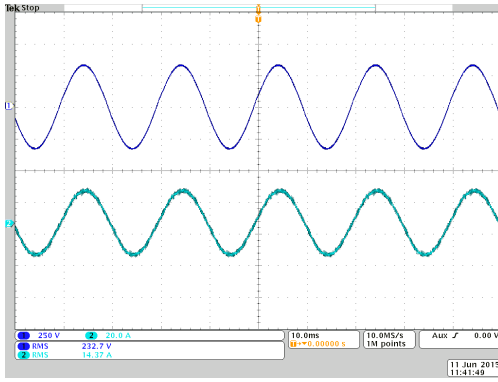 Tek Stop
1
2
1 250 V 2 20.0 A
1 RMS 232.7 V
2 RMS 14.37 A
10.0ms
T→▼0.00000 s
10.0MS/s
1M points
Aux ƒ 0.00 V
11 Jun 2015
11:41:49